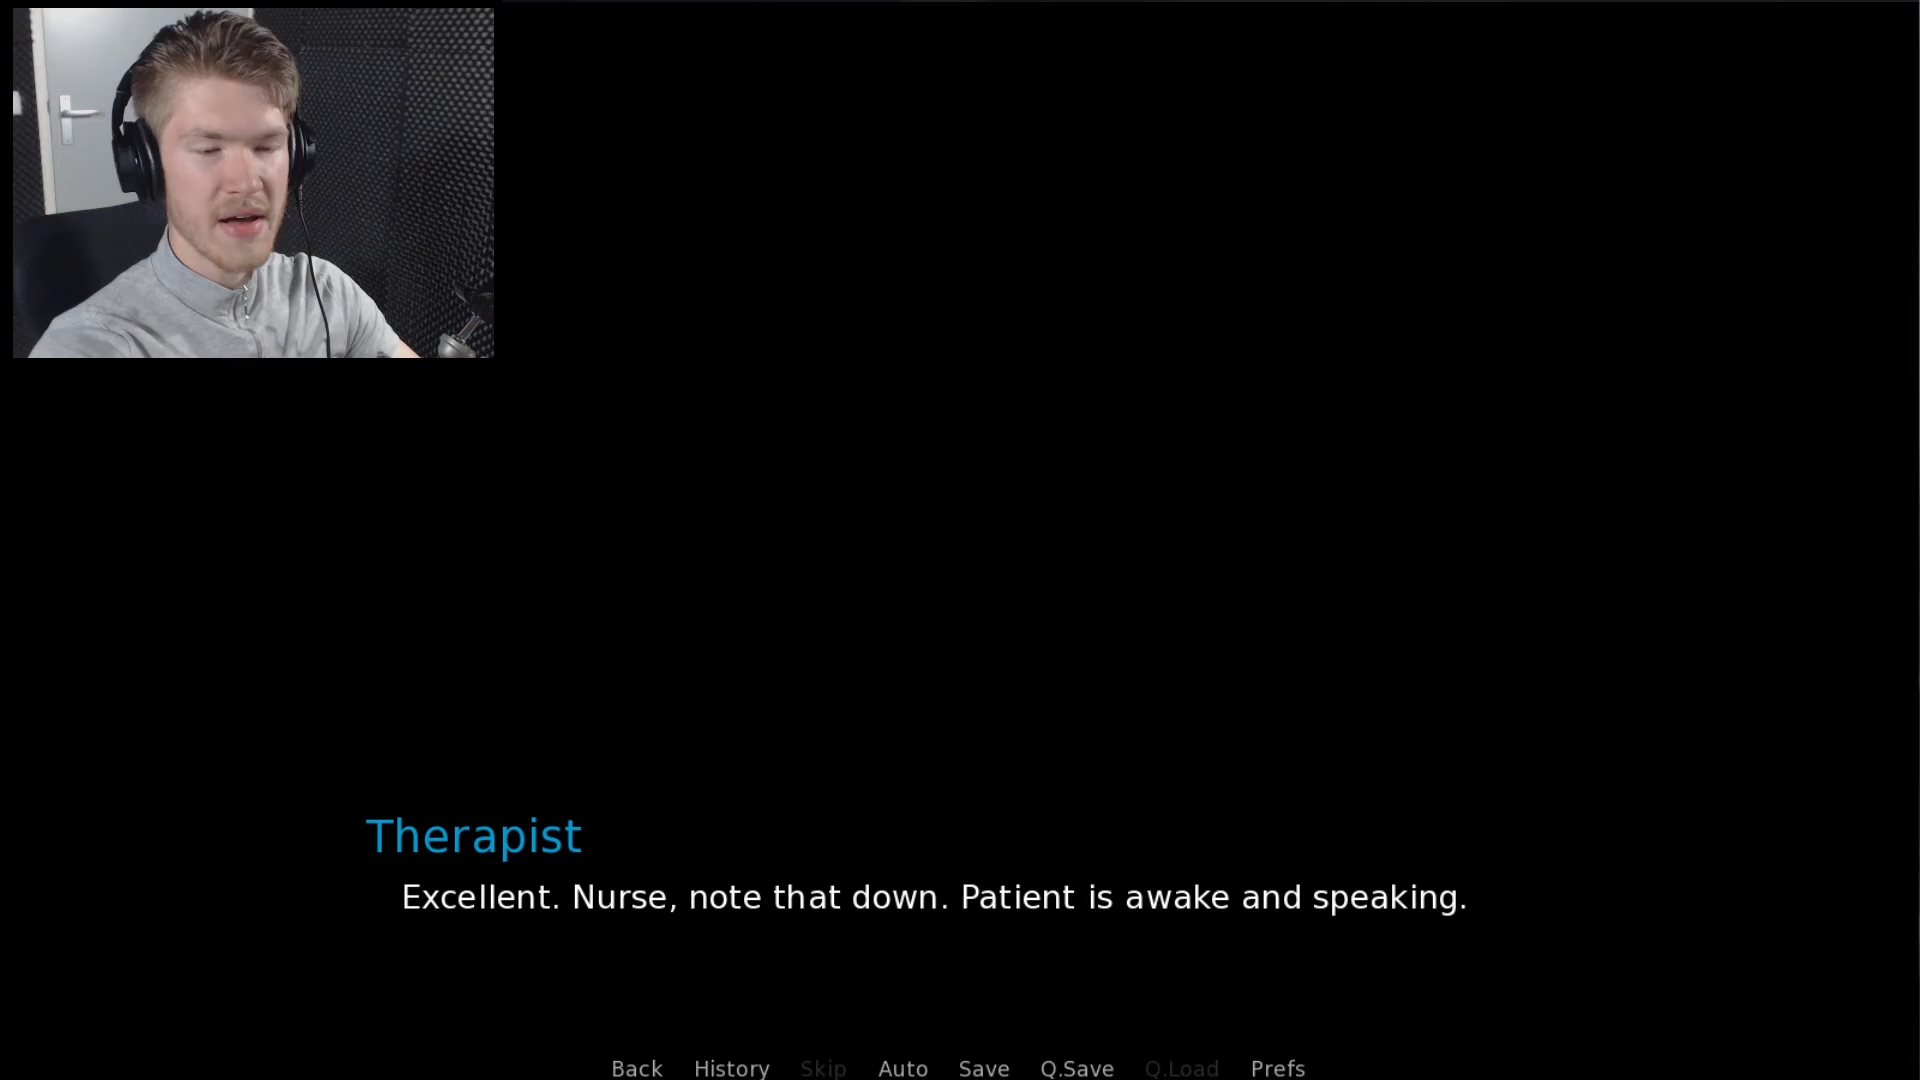 Therapist
Excellent. Nurse, note that down. Patient is awake and speaking.
Back History Skip Auto Save Q.Save Q.Load Prefs